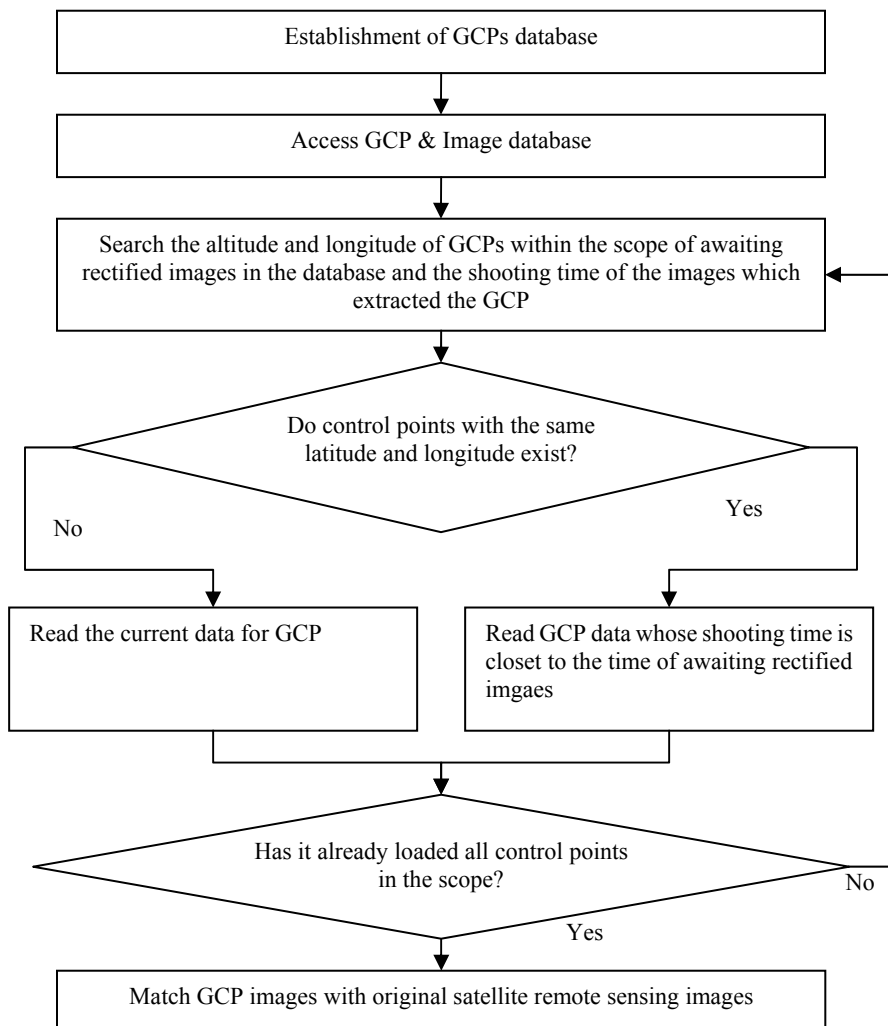 Establishment of GCPs database
Access GCP & Image database
Search the altitude and longitude of GCPs within the scope of awaiting
rectified images in the database and the shooting time of the images which
extracted the GCP
Do control points with the same
latitude and longitude exist?
Yes
No
Read the current data for GCP
Read GCP data whose shooting time is
closet to the time of awaiting rectified
imgaes
Has it already loaded all control points
in the scope?
No
Yes
Match GCP images with original satellite remote sensing images